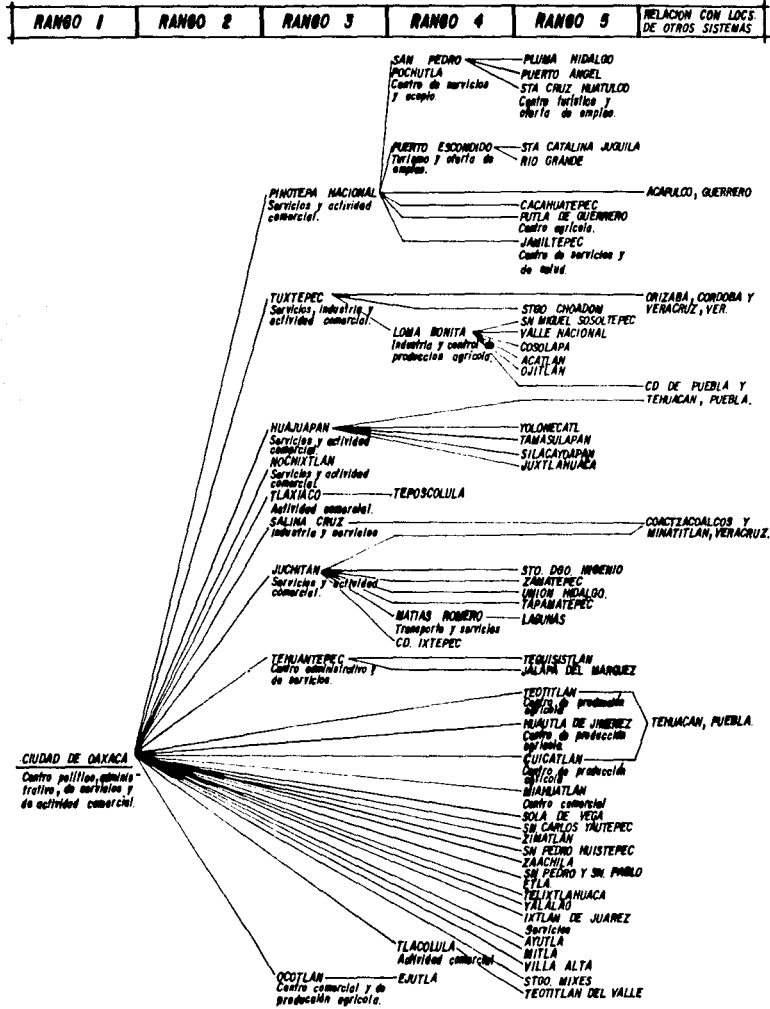 RANGO 1
RANGO 2
RANGO 3
RANGO 4
RANGO 5
RELACION CON LOCS.
DE OTROS SISTEMAS
SAN PEDRO
POCHUTLA
Centro de servicios
y acopio.
PLUMA HIDALGO
PUERTO ANGEL
STA CRUZ HUATULCO
Centro turístico y
oferta de empleo.
PUERTO ESCONDIDO
Turismo y oferta de
empleo.
STA CATALINA JUQUILA
RIO GRANDE
PINOTEPA NACIONAL
Servicios y actividad
comercial.
ACAPULCO, GUERRERO
CACAHUATEPEC
PUTLA DE GUERRERO
Centro agrícola.
JAMILTEPEC
Centro de servicios y
de salud.
TUXTEPEC
Servicios, industria y
actividad comercial.
ORIZABA, CORDOBA Y
VERACRUZ, VER.
STGO CHOADOM
SN MIGUEL SOSOLTEPEC
LOMA BONITA
Industria y control de
produccion agrícola.
VALLE NACIONAL
COSOLAPA
ACATLAN
OJITLAN
CD DE PUEBLA Y
TEHUACAN, PUEBLA.
HUAJUAPAN
Servicios y actividad
comercial.
YOLOMECATL
TAMASULAPAN
SILACAYOAPAN
JUXTLAHUACA
NOCHIXTLAN
Servicios y actividad
comercial.
TLAXIACO
Actividad comercial.
TEPOSCOLULA
SALINA CRUZ
Industria y servicios
COACTZACOALCOS Y
MINATITLAN, VERACRUZ.
JUCHITAN
Servicios y actividad
comercial.
STO. DGO. INGENIO
ZANATEPEC
UNION HIDALGO.
TAPAMATEPEC
MATIAS ROMERO
Transporte y servicios
LAGUNAS
CD. IXTEPEC
TEHUANTEPEC
Centro administrativo y
de servicios.
TEQUISISTLAN
JALAPA DEL MARQUEZ
TEOTITLAN
Centro de producción
agrícola
HUAUTLA DE JIMENEZ
Centro de producción
agrícola.
TEHUACAN, PUEBLA.
CUICATLAN
Centro de producción
agrícola
CIUDAD DE OAXACA
Centro político, adminis-
trativo, de servicios y
de actividad comercial.
MIAHUATLAN
Centro comercial
SOLA DE VEGA
SN CARLOS YAUTEPEC
ZIMATLAN
SN PEDRO HUISTEPEC
ZAACHILA
SN PEDRO Y SN. PABLO
ETLA
TELIXTLAHUACA
YALALAG
IXTLAN DE JUAREZ
Servicios
AYUTLA
MITLA
VILLA ALTA
STGO. MIXES
TEOTITLAN DEL VALLE
TLACOLULA
Actividad comercial
OCOTLAN
Centro comercial y de
producción agrícola.
EJUTLA